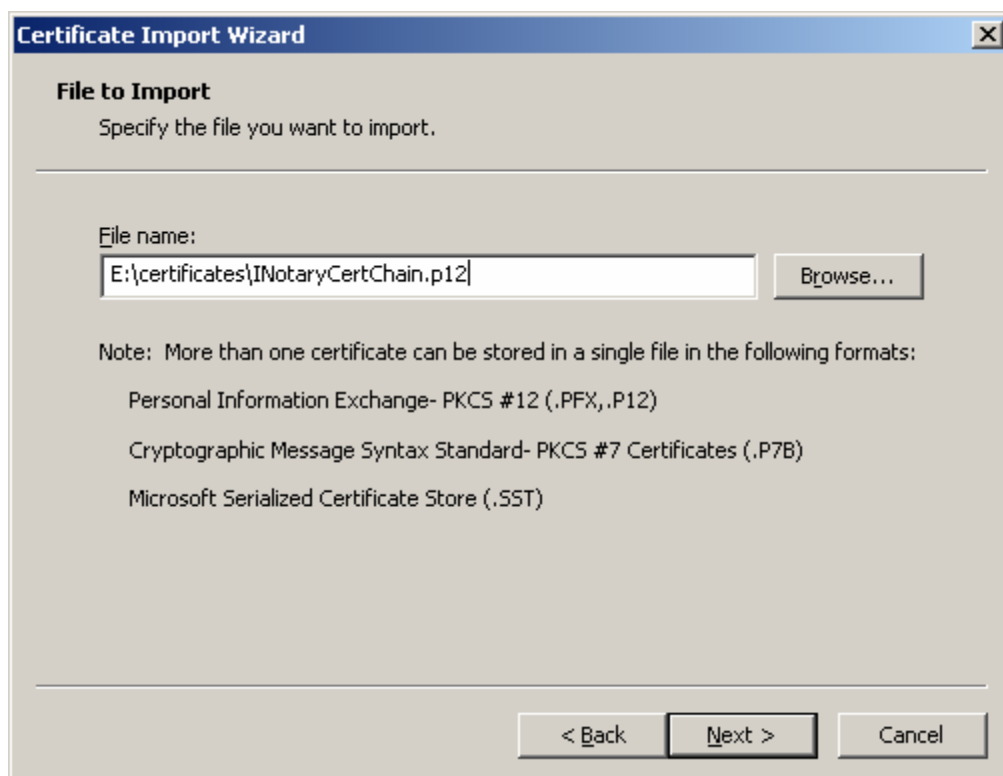 Certificate Import Wizard
File to Import
Specify the file you want to import.
File name:
E:\certificates\INotaryCertChain.p12
Browse...
Note: More than one certificate can be stored in a single file in the following formats:
Personal Information Exchange- PKCS #12 (.PFX,.P12)
Cryptographic Message Syntax Standard- PKCS #7 Certificates (.P7B)
Microsoft Serialized Certificate Store (.SST)
< Back Next > Cancel